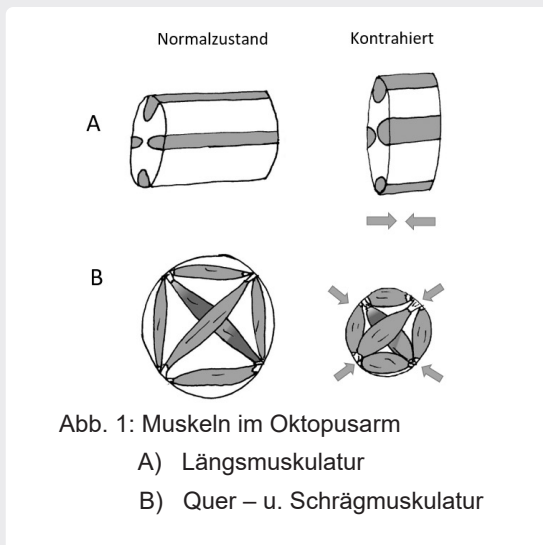 Normalzustand Kontrahiert
A
B
Abb. 1: Muskeln im Oktopusarm
A) Längsmuskulatur
B) Quer – u. Schrägmuskulatur